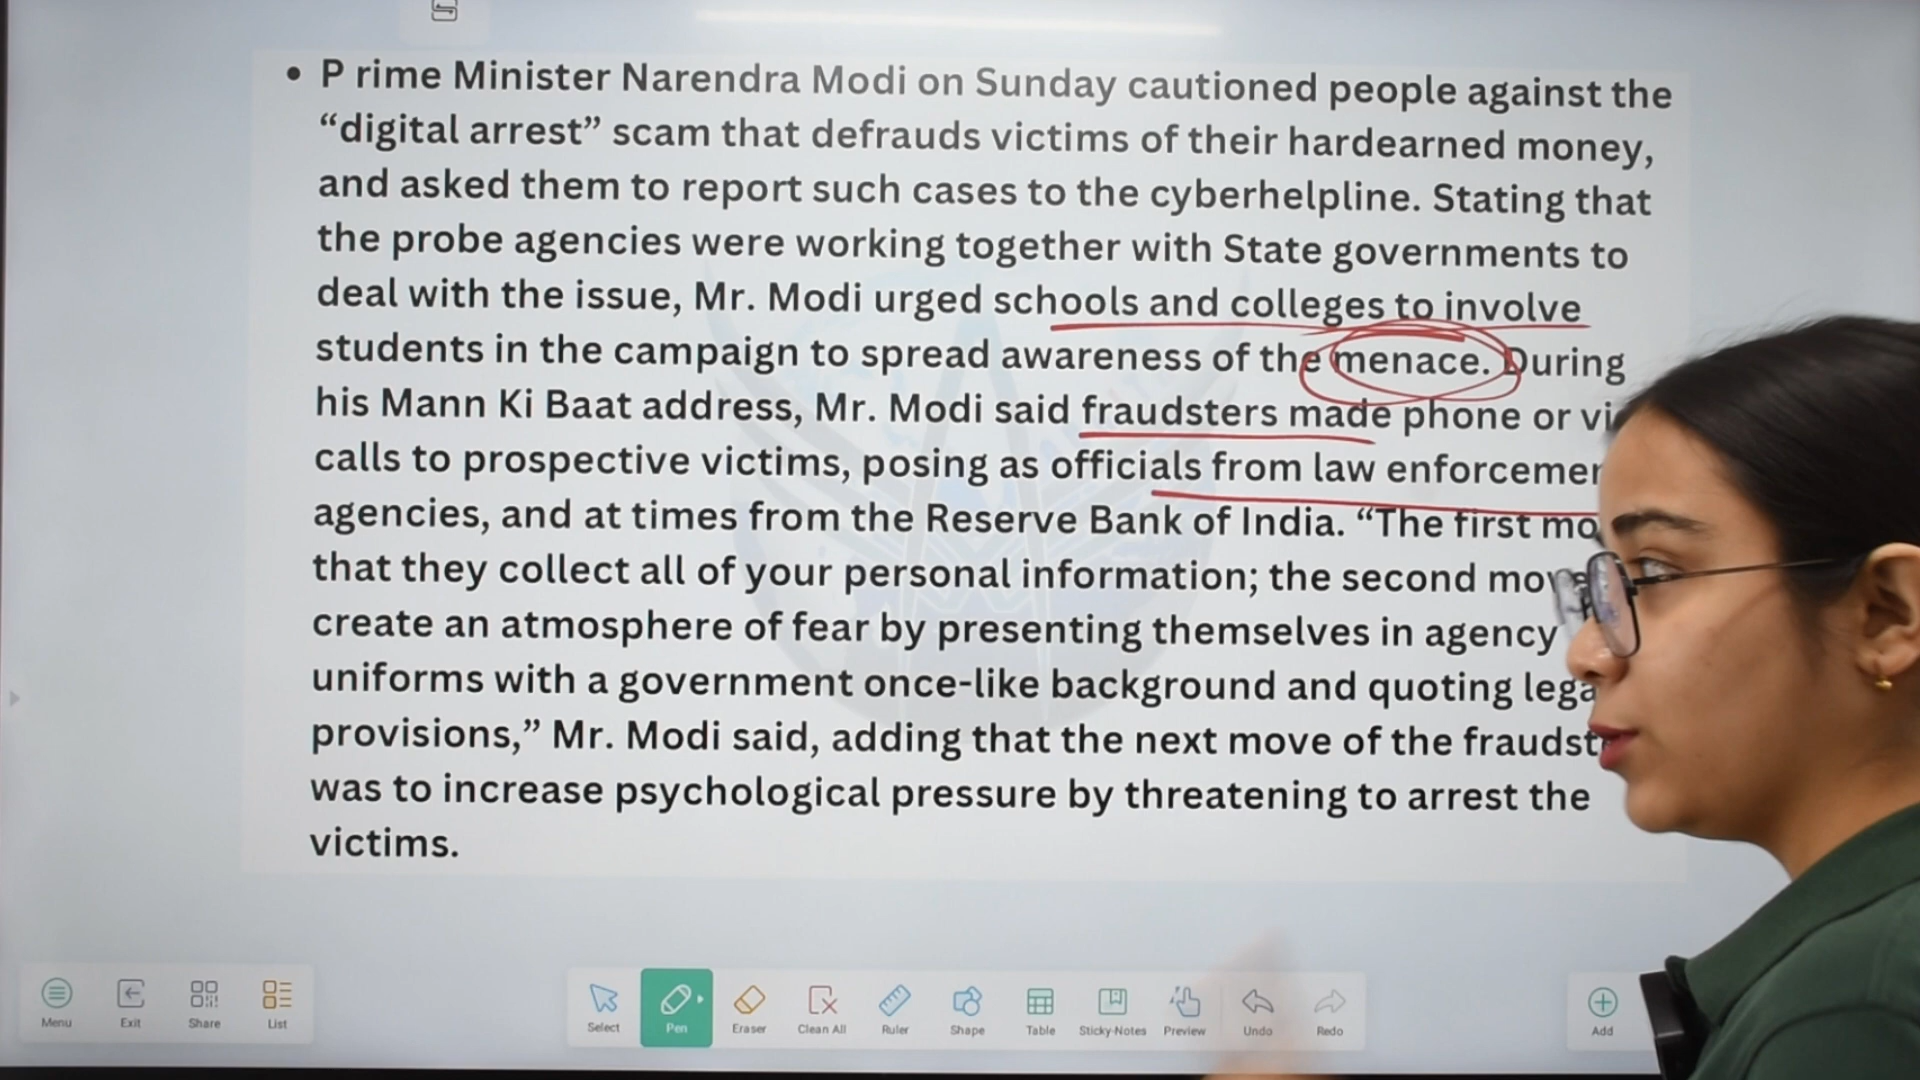 • P rime Minister Narendra Modi on Sunday cautioned people against the
“digital arrest” scam that defrauds victims of their hardearned money,
and asked them to report such cases to the cyberhelpline. Stating that
the probe agencies were working together with State governments to
deal with the issue, Mr. Modi urged schools and colleges to involve
students in the campaign to spread awareness of the menace. During
his Mann Ki Baat address, Mr. Modi said fraudsters made phone or
calls to prospective victims, posing as officials from law
agencies, and at times from the Reserve Bank of India. “The first
that they collect all of your personal information; the second
create an atmosphere of fear by presenting themselves in agency
uniforms with a government once-like background and quoting
provisions,” Mr. Modi said, adding that the next move of the
was to increase psychological pressure by threatening to arrest the
victims.
Menu Exit Share List Select Pen Eraser Clean All Ruler Shape Table Sticky Notes Preview Undo Redo Add